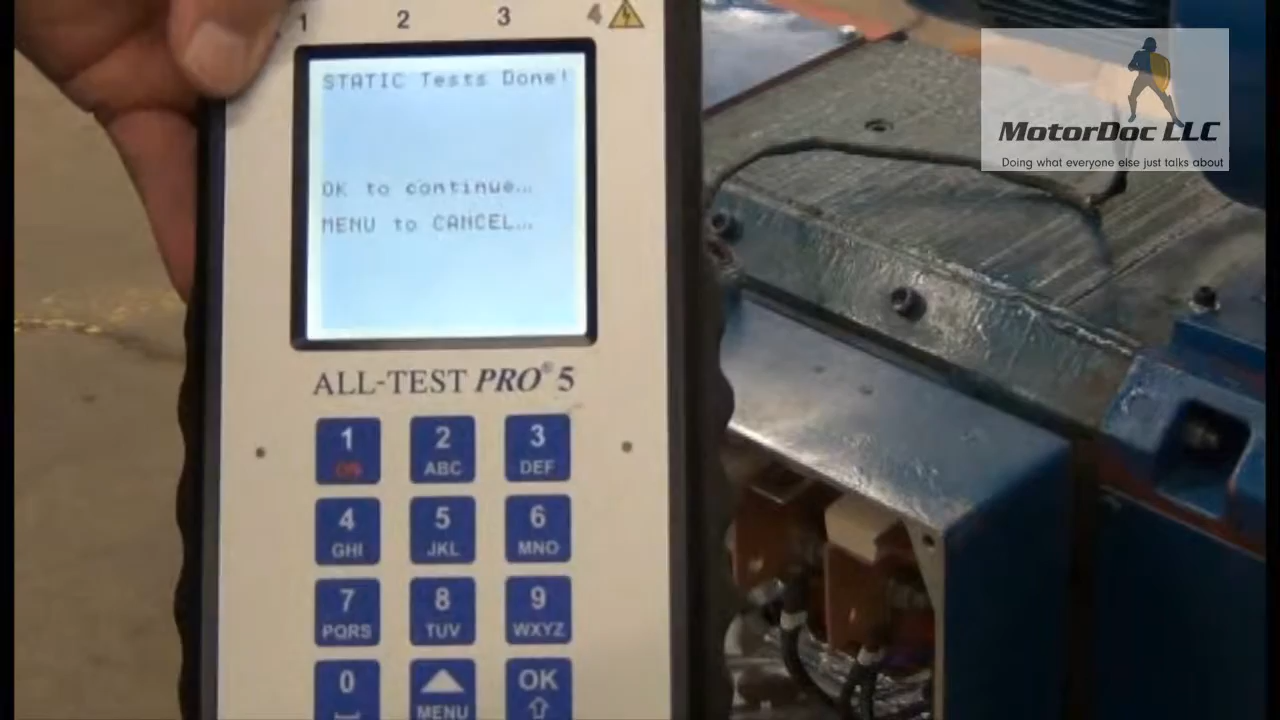 1 2 3 4
STATIC Tests Done!
OK to continue...
MENU to CANCEL...
ALL-TEST PRO® 5
1 2 3
ON ABC DEF
4 5 6
GHI JKL MNO
7 8 9
PQRS TUV WXYZ
0 OK
MENU
MotorDoc LLC
Doing what everyone else just talks about